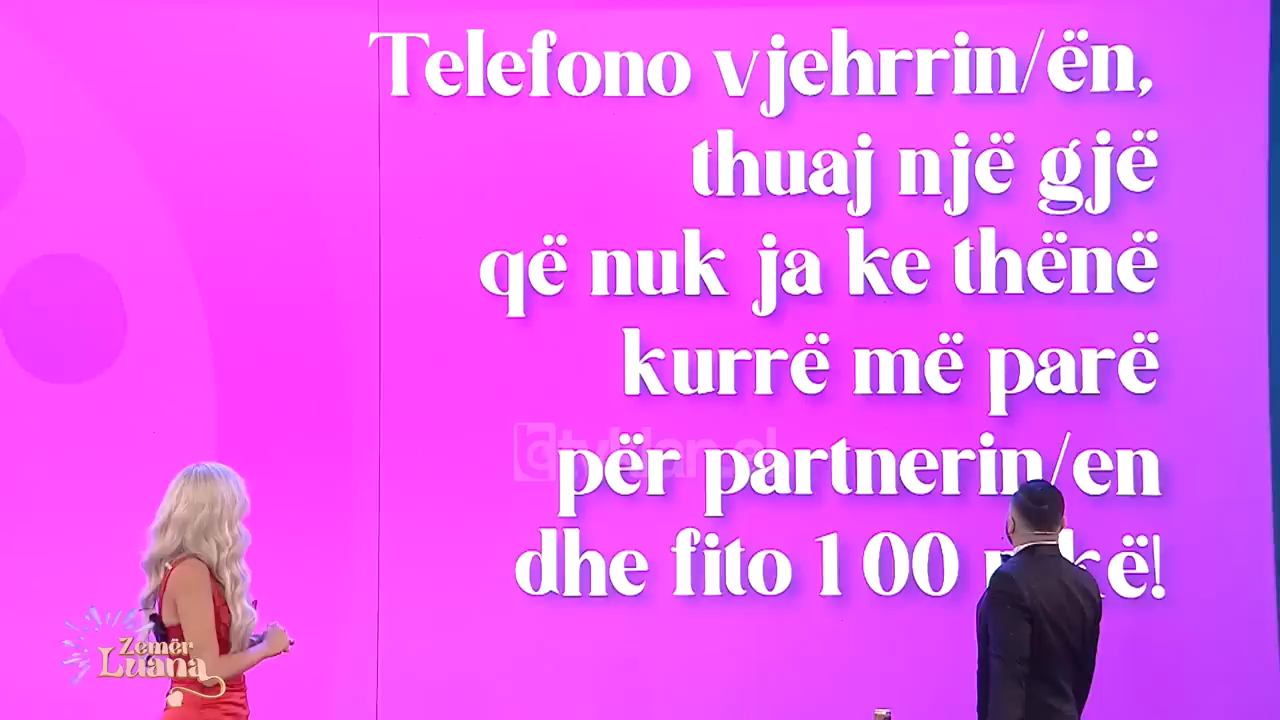 Telefono vjehrrin/ën,
thuaj një gjë
që nuk ja ke thënë
kurrë më parë
për partnerin/en
dhe fito 100
Zemër
Luana